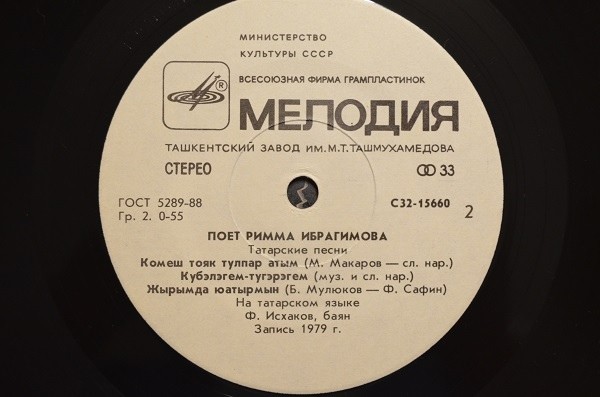 МИНИСТЕРСТВО
КУЛЬТУРЫ СССР
®
ВСЕСОЮЗНАЯ ФИРМА ГРАМПЛАСТИНОК
МЕЛОДИЯ
ТАШКЕНТСКИЙ ЗАВОД ИМ. М.Т. ТАШМУХАМЕДОВА
СТЕРЕО 33
ГОСТ 5289-88 С32-15660
Гр. 2. 0-55 2
ПОЕТ РИММА ИБРАГИМОВА
Татарские песни
Комеш тояк тулпар атым (М. Макаров — сл. нар.)
Кубэлэгем-тугэрэгем (муз. и сл. нар.)
Жырымда юатырмын (Б. Мулюков — Ф. Сафин)
На татарском языке
Ф. Исхаков, баян
Запись 1979 г.